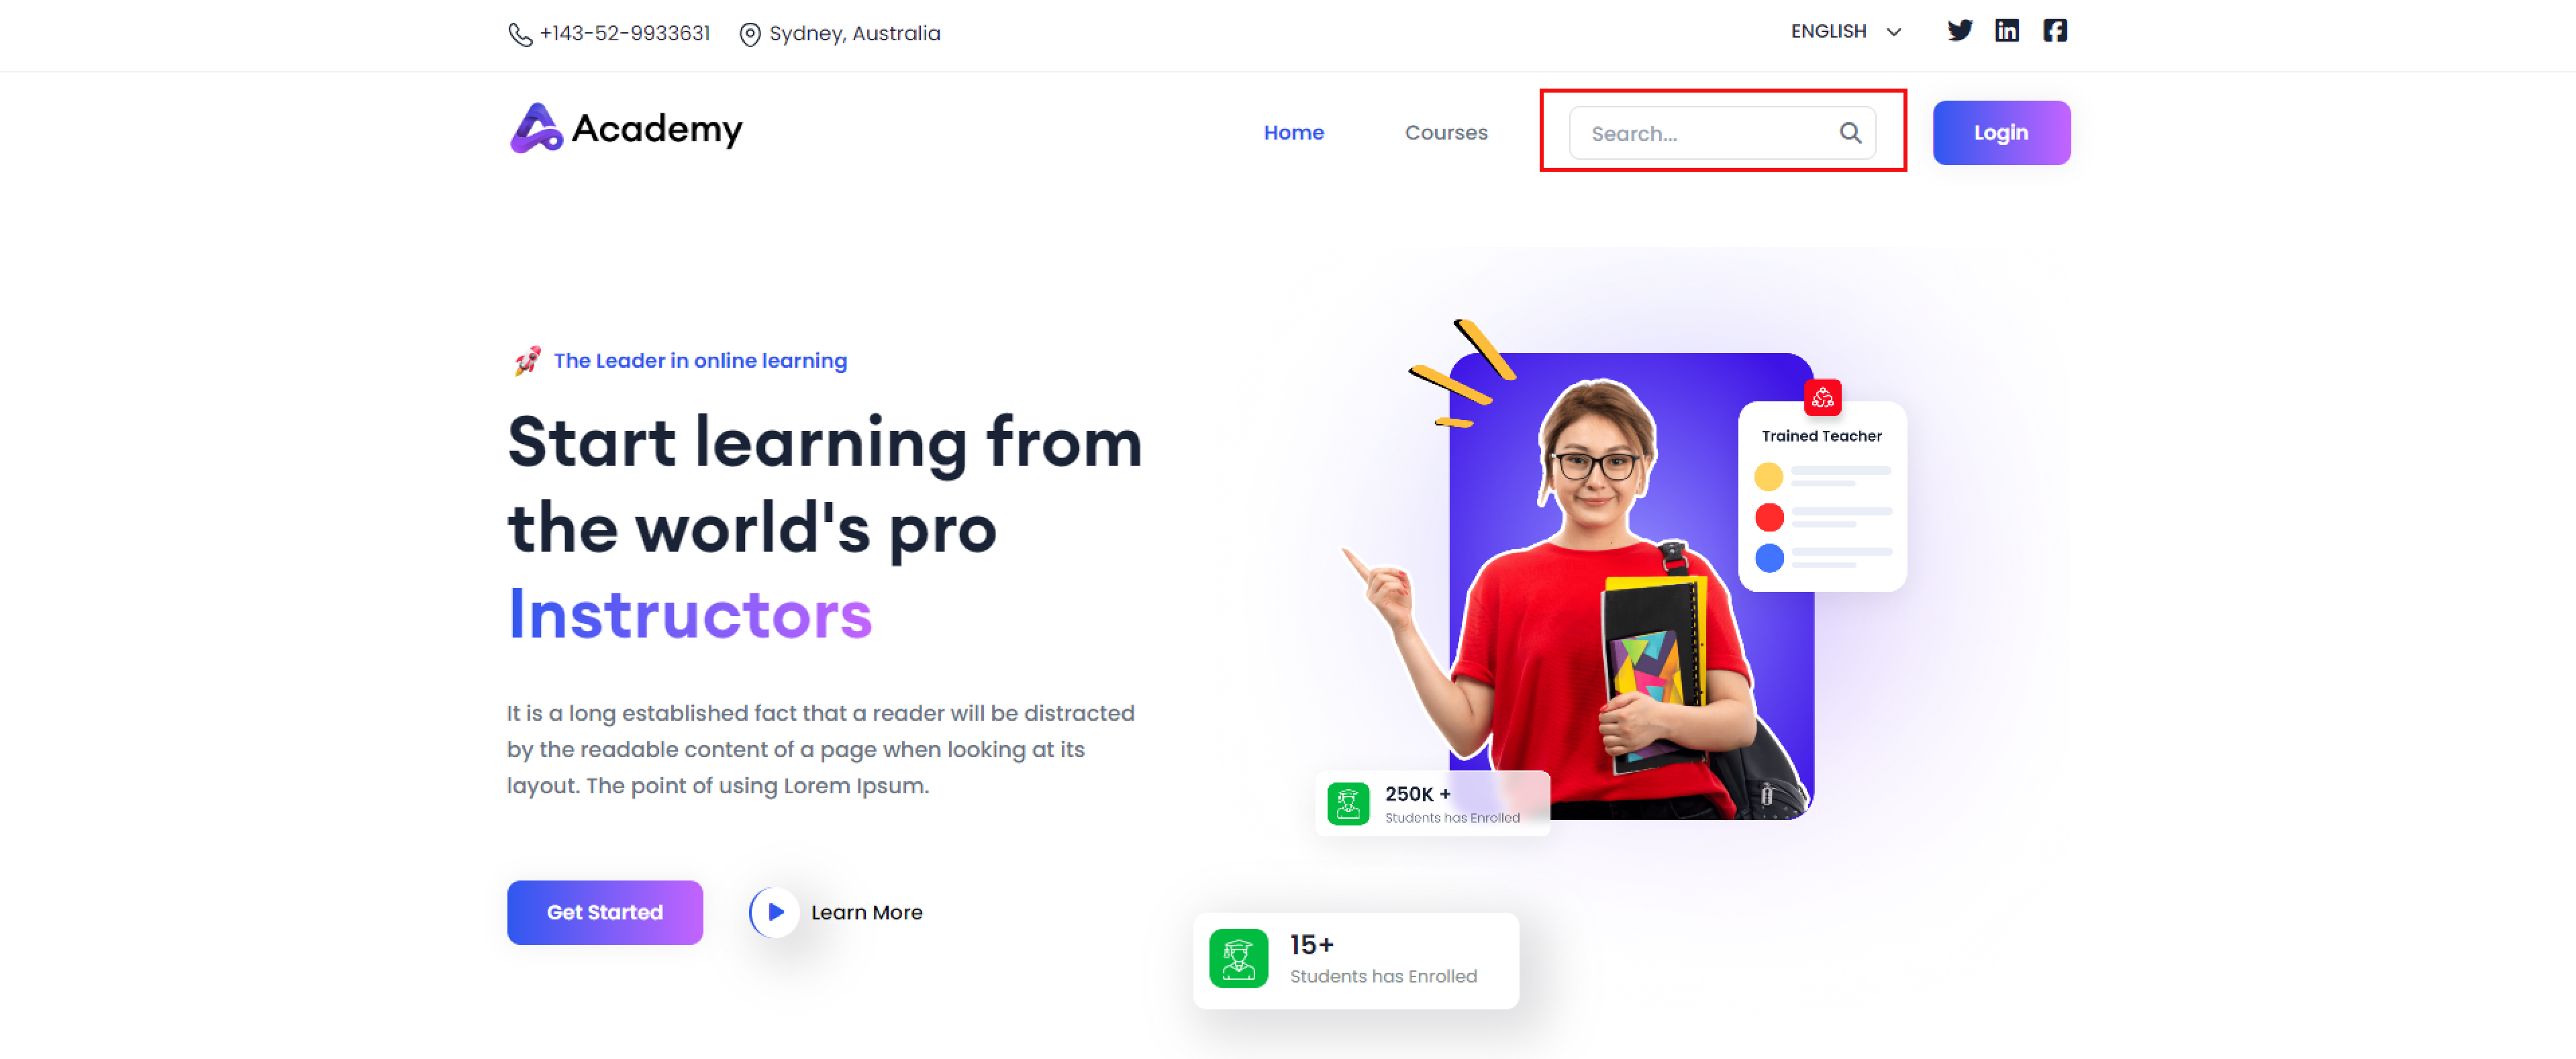 +143-52-9933631
Sydney, Australia
ENGLISH
Academy
Home
Courses
Search...
Login
The Leader in online learning
Start learning from
the world's pro
Instructors
It is a long established fact that a reader will be distracted
by the readable content of a page when looking at its
layout. The point of using Lorem Ipsum.
Get Started
Learn More
Trained Teacher
250K +
Students has Enrolled
15+
Students has Enrolled